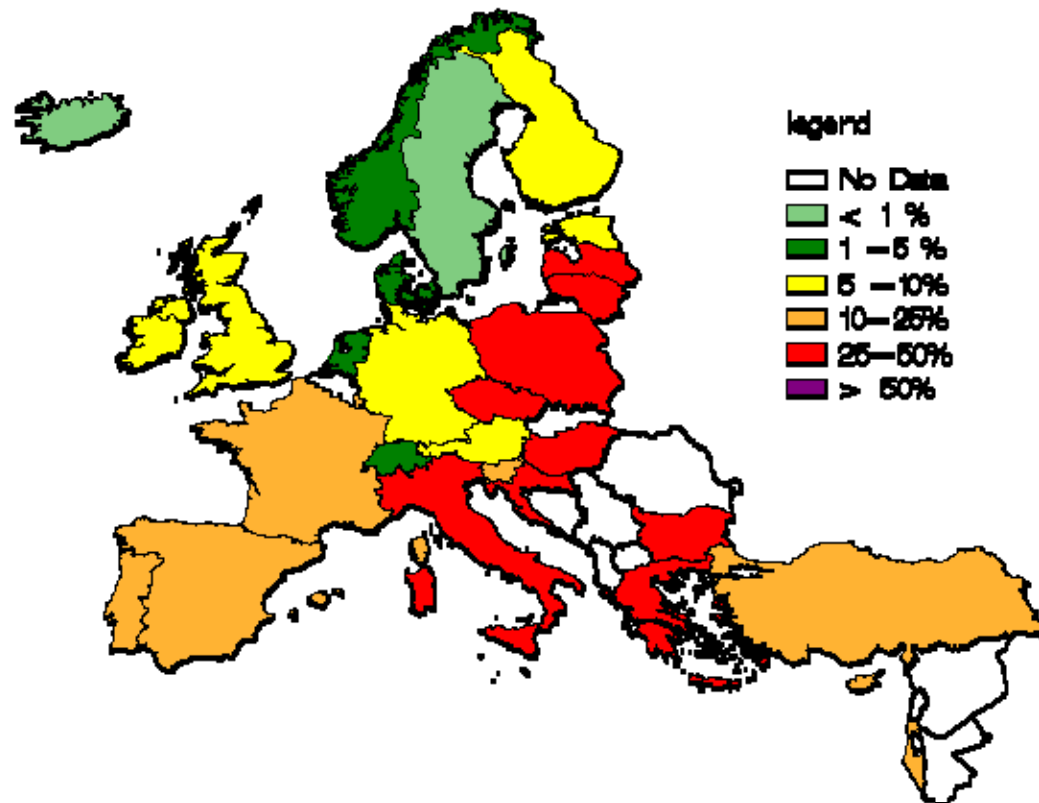 legend
No Data
< 1 %
1 – 5 %
5 – 10%
10 – 25%
25 – 50%
> 50%